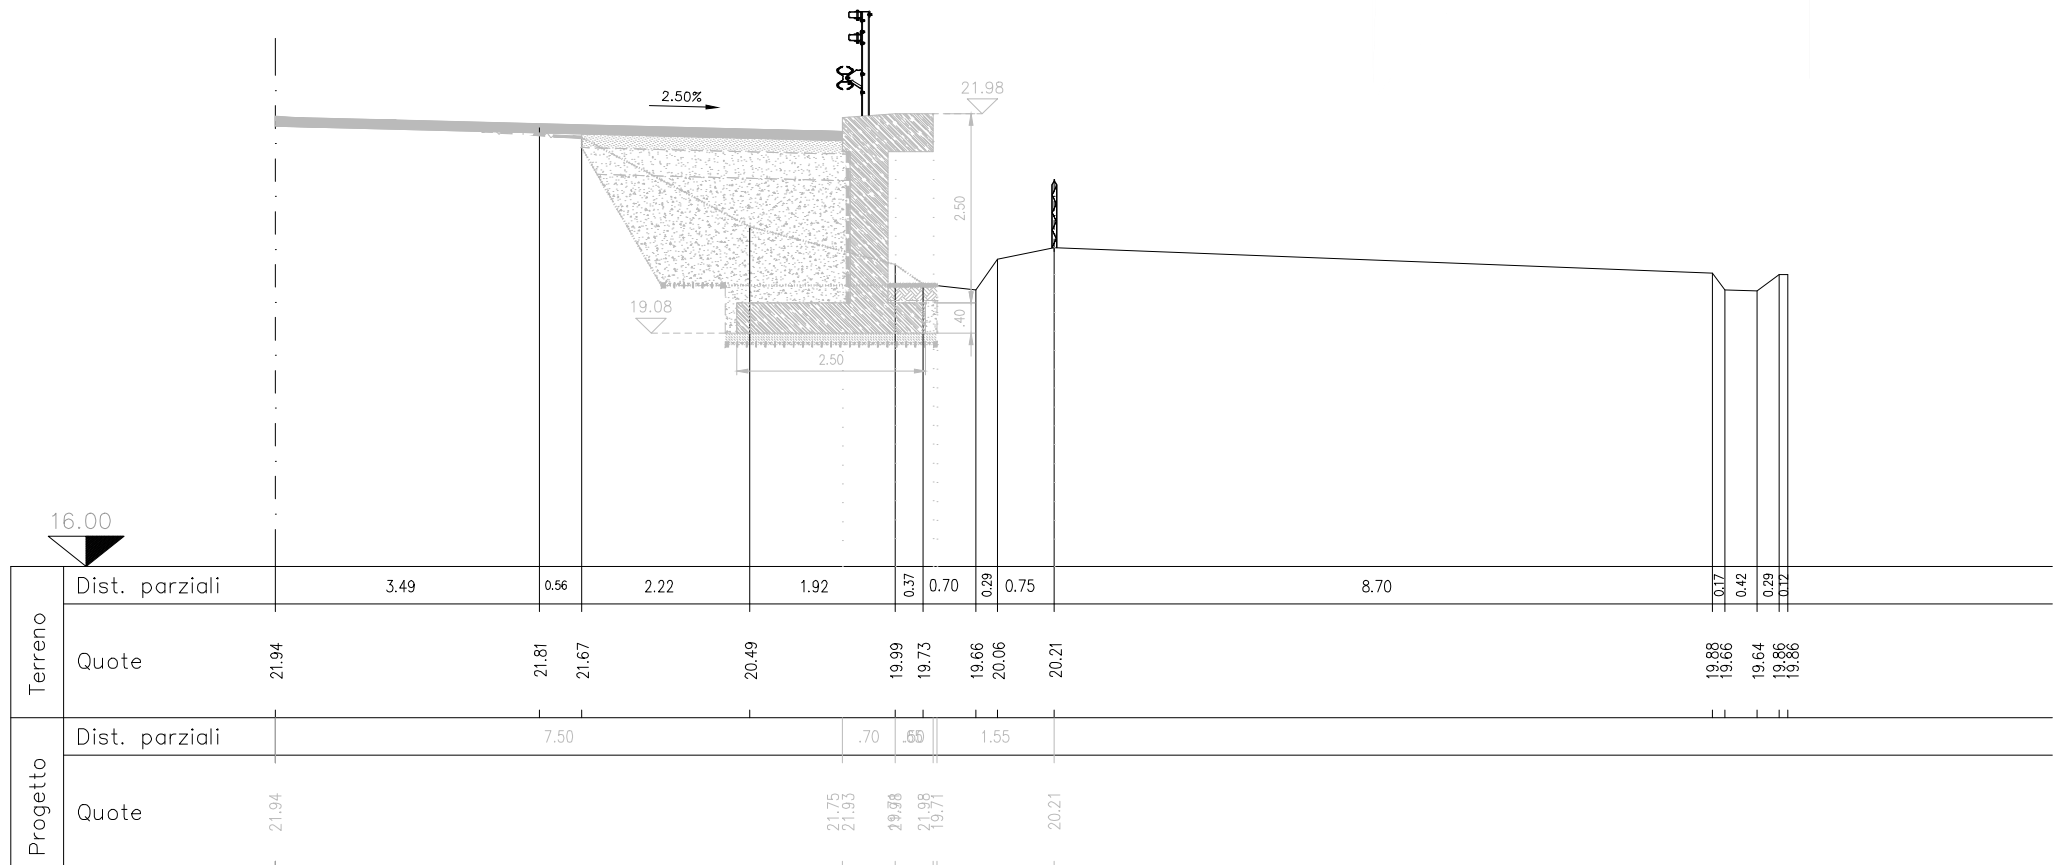 2.50%
21.98
2.50
19.08
.40
2.50
16.00
Terreno
Dist. parziali 3.49 0.56 2.22 1.92 0.37 0.70 0.29 0.75 8.70 0.17 0.42 0.29 0.12
Quote 21.94 21.81 21.67 20.49 19.99 19.73 19.66 20.06 20.21 19.88 19.66 19.64 19.86 19.86
Progetto
Dist. parziali 7.50 .70 1.55
Quote 21.94 21.75 21.93 21.98 19.71 20.21